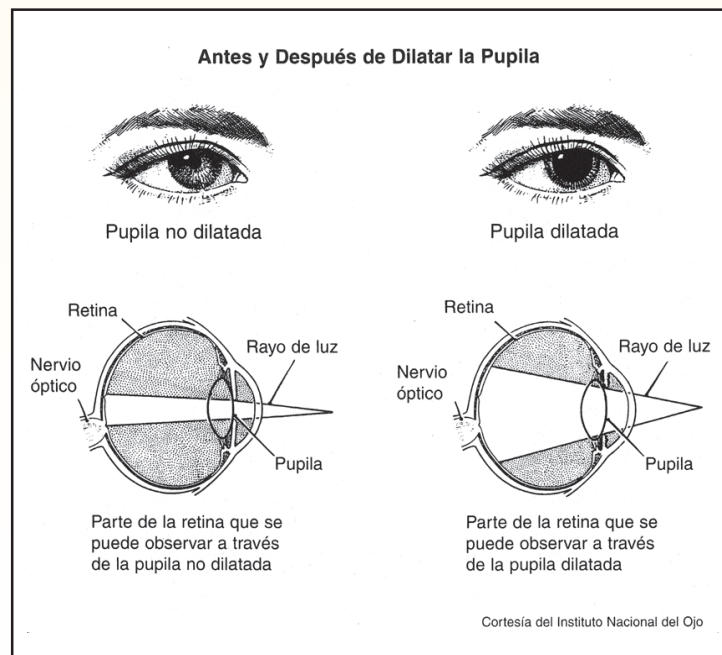 Antes y Después de Dilatar la Pupila
Pupila no dilatada
Pupila dilatada
Retina
Rayo de luz
Nervio
óptico
Pupila
Parte de la retina que se
puede observar a través
de la pupila no dilatada
Retina
Rayo de luz
Nervio
óptico
Pupila
Parte de la retina que se
puede observar a través
de la pupila dilatada
Cortesía del Instituto Nacional del Ojo